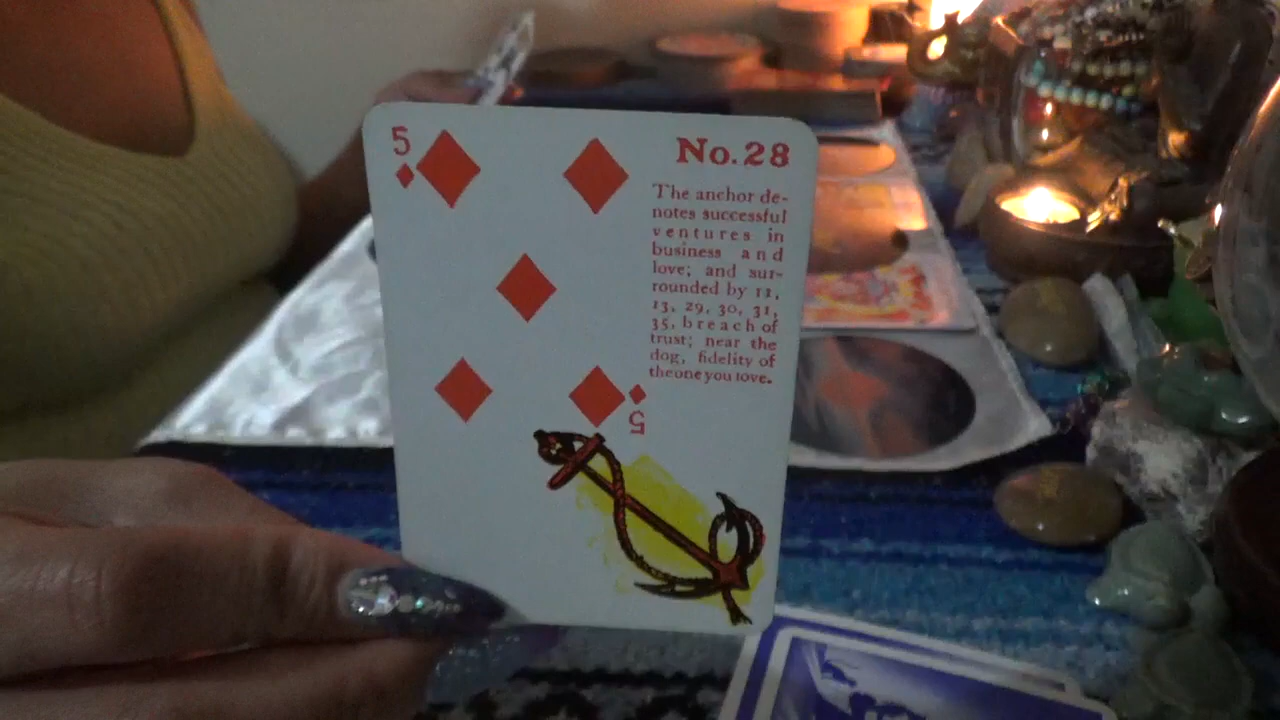 5
No.28
The anchor de-
notes successful
ventures in
business and
love; and sur-
rounded by 11,
13, 29, 30, 31,
35, breach of
trust; near the
dog, fidelity of
the one you love.
5